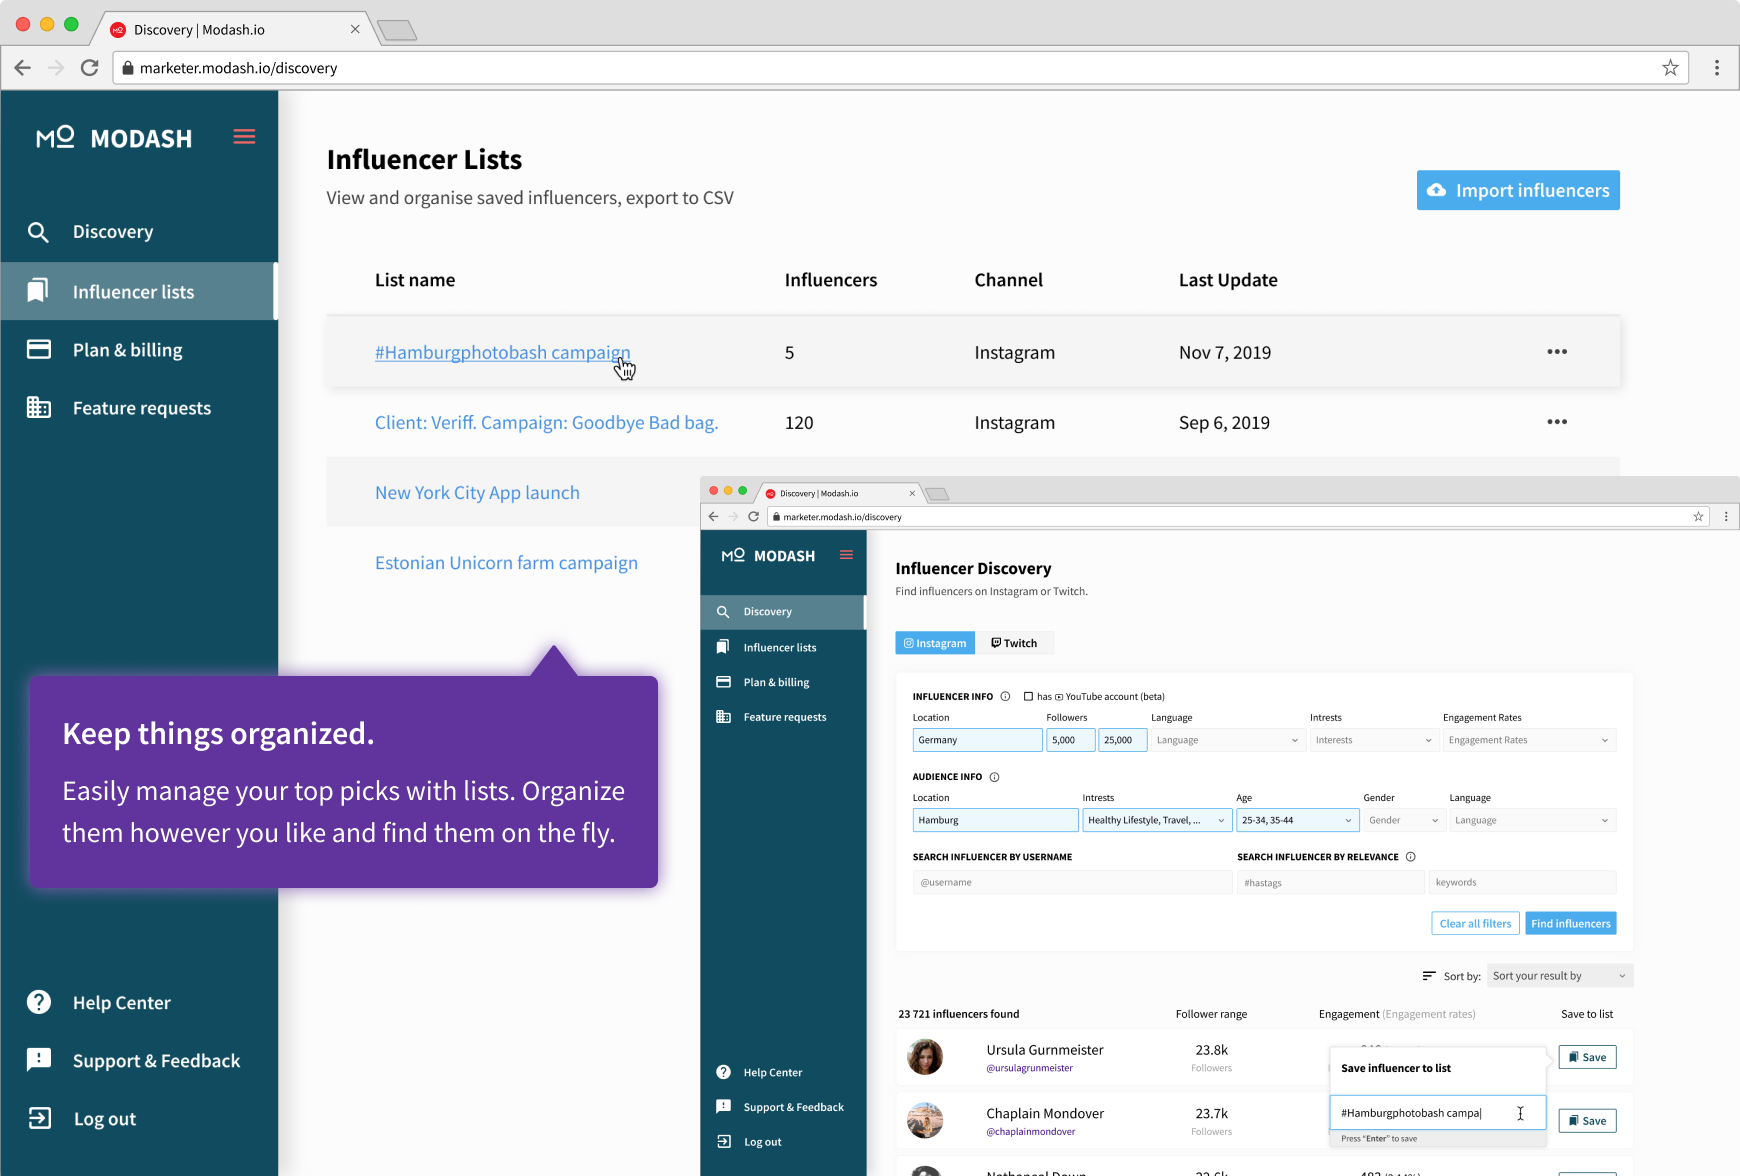 Discovery | Modash.io
marketer.modash.io/discovery
MODASH
Discovery
Influencer lists
Plan & billing
Feature requests
Help Center
Support & Feedback
Log out
Influencer Lists
View and organise saved influencers, export to CSV
Import influencers
List name Influencers Channel Last Update
#Hamburgphotobash campaign 5 Instagram Nov 7, 2019
Client: Veriff. Campaign: Goodbye Bad bag. 120 Instagram Sep 6, 2019
New York City App launch
Estonian Unicorn farm campaign
Keep things organized.
Easily manage your top picks with lists. Organize
them however you like and find them on the fly.
Discovery | Modash.io
marketer.modash.io/discovery
MODASH
Discovery
Influencer lists
Plan & billing
Feature requests
Help Center
Support & Feedback
Log out
Influencer Discovery
Find influencers on Instagram or Twitch.
Instagram Twitch
INFLUENCER INFO has YouTube account (beta)
Location Followers Language Intrests Engagement Rates
Germany 5,000 25,000 Language Interests Engagement Rates
AUDIENCE INFO
Location Intrests Age Gender Language
Hamburg Healthy Lifestyle, Travel, ... 25-34, 35-44 Gender Language
SEARCH INFLUENCER BY USERNAME SEARCH INFLUENCER BY RELEVANCE
@username #hastags keywords
Clear all filters Find influencers
Sort by: Sort your result by
23 721 influencers found Follower range Engagement (Engagement rates) Save to list
Ursula Gurnmeister 23.8k Save
@ursulagrunmeister Followers
Save influencer to list
Chaplain Mondover 23.7k #Hamburgphotobash campa Save
@chaplainmondover Followers
Press "Enter" to save